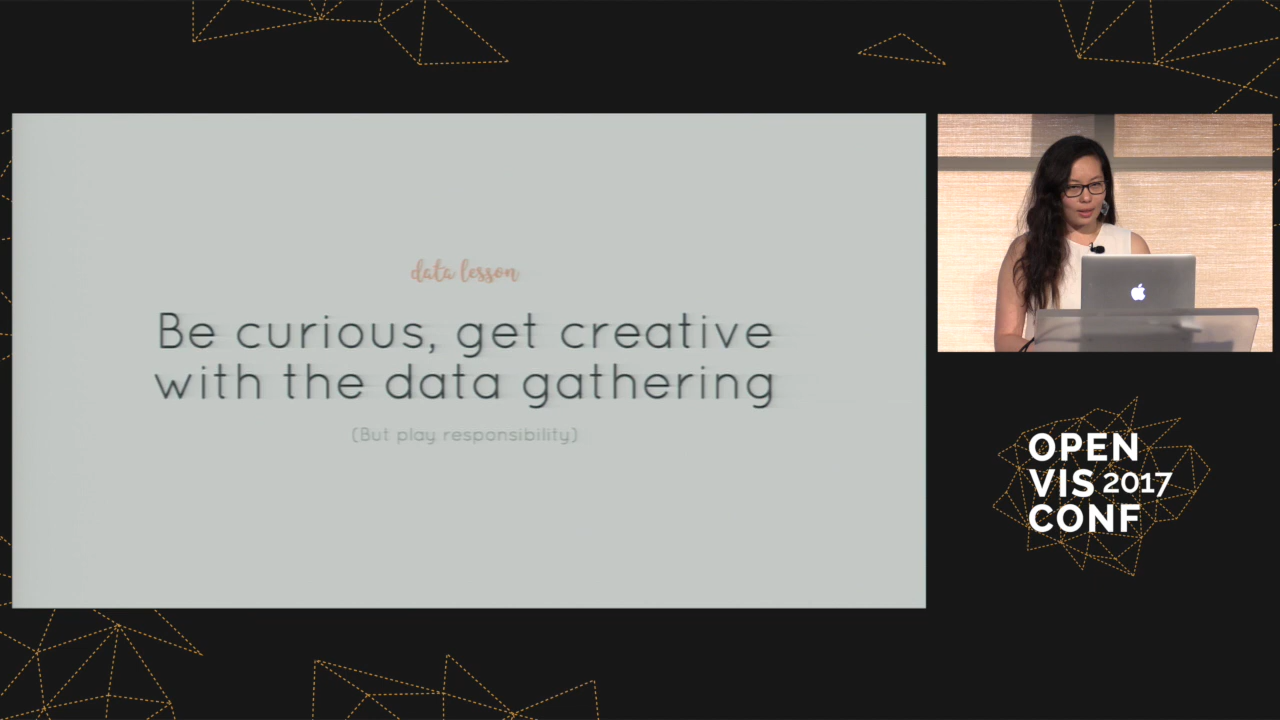 data lesson
Be curious, get creative
with the data gathering
(But play responsibility)
OPEN
VIS 2017
CONF